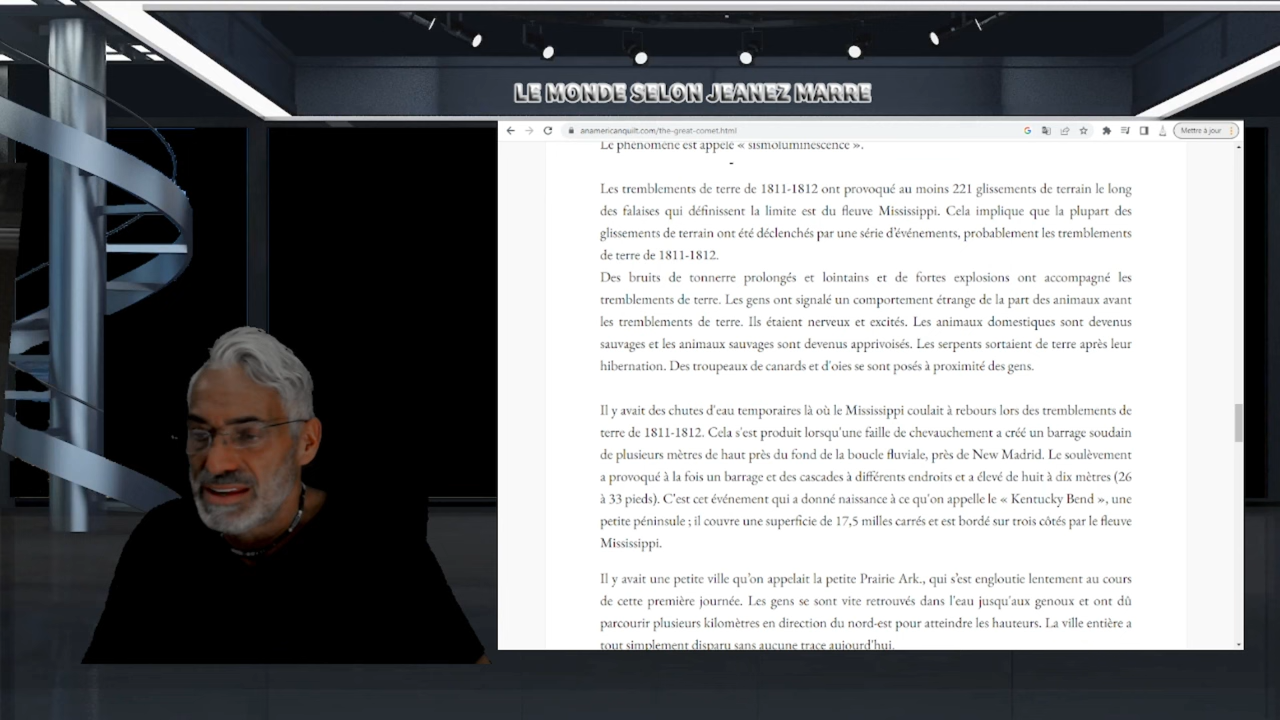 LE MONDE SELON JEANEZ MARRE
anamericanquilt.com/the-great-comet.html
Mettre à jour
Le phénomène est appelé « sismoluminescence ».
Les tremblements de terre de 1811-1812 ont provoqué au moins 221 glissements de terrain le long
des falaises qui définissent la limite est du fleuve Mississippi. Cela implique que la plupart des
glissements de terrain ont été déclenchés par une série d'événements, probablement les tremblements
de terre de 1811-1812.
Des bruits de tonnerre prolongés et lointains et de fortes explosions ont accompagné les
tremblements de terre. Les gens ont signalé un comportement étrange de la part des animaux avant
les tremblements de terre. Ils étaient nerveux et excités. Les animaux domestiques sont devenus
sauvages et les animaux sauvages sont devenus apprivoisés. Les serpents sortaient de terre après leur
hibernation. Des troupeaux de canards et d'oies se sont posés à proximité des gens.
Il y avait des chutes d'eau temporaires là où le Mississippi coulait à rebours lors des tremblements de
terre de 1811-1812. Cela s'est produit lorsqu'une faille de chevauchement a créé un barrage soudain
de plusieurs mètres de haut près du fond de la boucle fluviale, près de New Madrid. Le soulèvement
a provoqué à la fois un barrage et des cascades à différents endroits et a élevé de huit à dix mètres (26
à 33 pieds). C'est cet événement qui a donné naissance à ce qu'on appelle le « Kentucky Bend », une
petite péninsule ; il couvre une superficie de 17,5 milles carrés et est bordé sur trois côtés par le fleuve
Mississippi.
Il y avait une petite ville qu'on appelait la petite Prairie Ark., qui s'est engloutie lentement au cours
de cette première journée. Les gens se sont vite retrouvés dans l'eau jusqu'aux genoux et ont dû
parcourir plusieurs kilomètres en direction du nord-est pour atteindre les hauteurs. La ville entière a
tout simplement disparu sans aucune trace aujourd'hui.